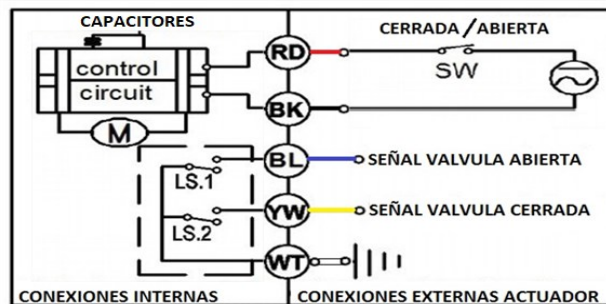 CAPACITORES
CERRADA / ABIERTA
RD
control
SW
circuit
BK
M
BL
SEÑAL VALVULA ABIERTA
LS.1
YW
SEÑAL VALVULA CERRADA
LS.2
WT
CONEXIONES INTERNAS
CONEXIONES EXTERNAS ACTUADOR